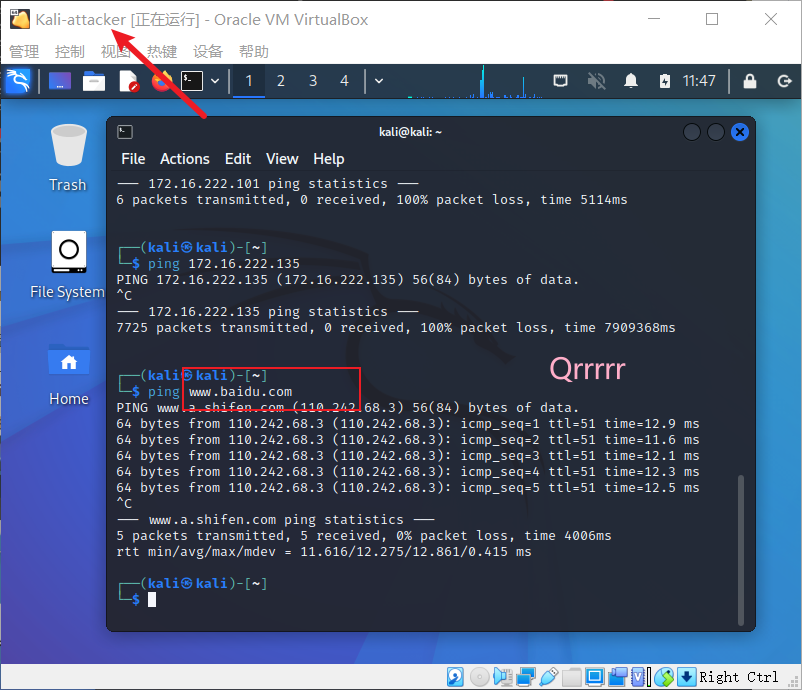 Kali-attacker [正在运行] - Oracle VM VirtualBox
管理 控制 视图 热键 设备 帮助
1 2 3 4 11:47
kali@kali: ~
File Actions Edit View Help
Trash
File System
Home
— 172.16.222.101 ping statistics —
6 packets transmitted, 0 received, 100% packet loss, time 5114ms
┌──(kali㉿kali)-[~]
└─$ ping 172.16.222.135
PING 172.16.222.135 (172.16.222.135) 56(84) bytes of data.
^C
— 172.16.222.135 ping statistics —
7725 packets transmitted, 0 received, 100% packet loss, time 7909368ms
Qrrrrr
┌──(kali㉿kali)-[~]
└─$ ping www.baidu.com
PING www.a.shifen.com (110.242.68.3) 56(84) bytes of data.
64 bytes from 110.242.68.3 (110.242.68.3): icmp_seq=1 ttl=51 time=12.9 ms
64 bytes from 110.242.68.3 (110.242.68.3): icmp_seq=2 ttl=51 time=11.6 ms
64 bytes from 110.242.68.3 (110.242.68.3): icmp_seq=3 ttl=51 time=12.1 ms
64 bytes from 110.242.68.3 (110.242.68.3): icmp_seq=4 ttl=51 time=12.3 ms
64 bytes from 110.242.68.3 (110.242.68.3): icmp_seq=5 ttl=51 time=12.5 ms
^C
— www.a.shifen.com ping statistics —
5 packets transmitted, 5 received, 0% packet loss, time 4006ms
rtt min/avg/max/mdev = 11.616/12.275/12.861/0.415 ms
┌──(kali㉿kali)-[~]
└─$
Right Ctrl